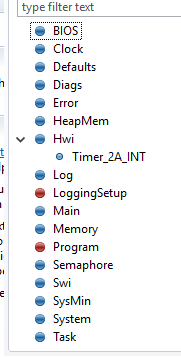 type filter text
BIOS
Clock
Defaults
Diags
Error
HeapMem
Hwi
Timer_2A_INT
Log
LoggingSetup
Main
Memory
Program
Semaphore
Swi
SysMin
System
Task